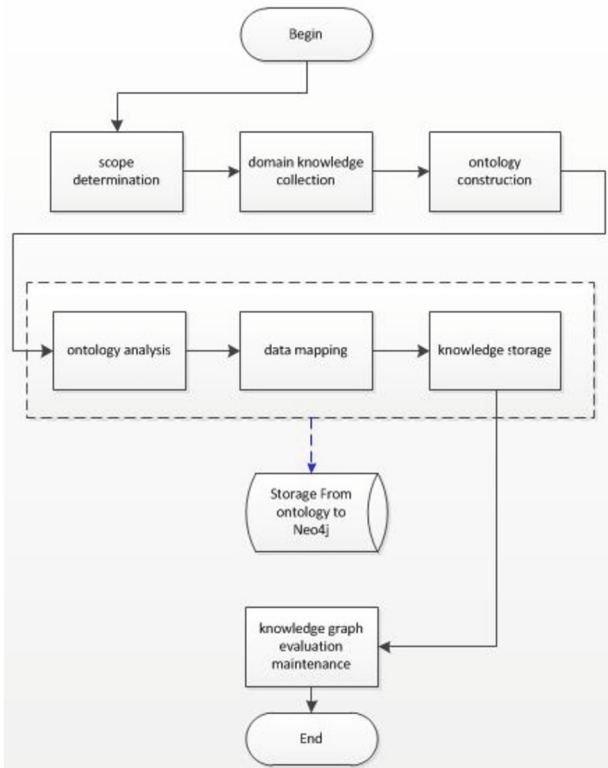 Begin
scope
determination
domain knowledge
collection
ontology
construction
ontology analysis
data mapping
knowledge storage
Storage From
ontology to
Neo4j
knowledge graph
evaluation
maintenance
End